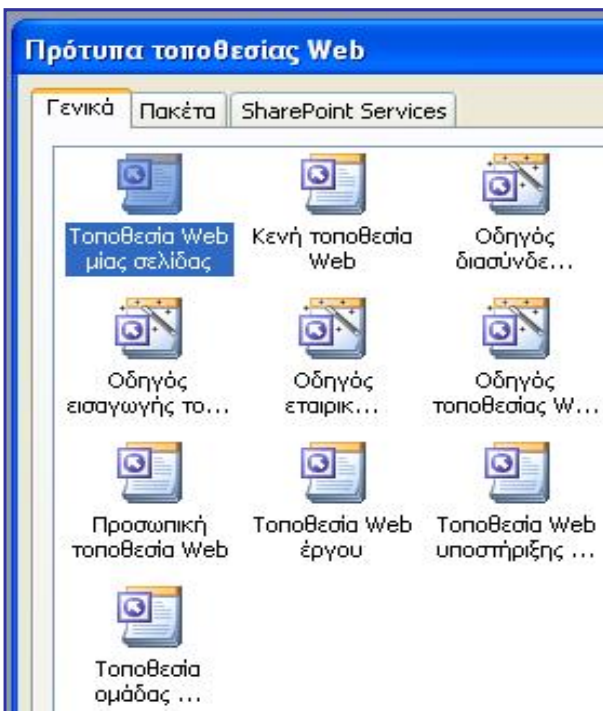 Πρότυπα τοποθεσίας Web
Γενικά Πακέτα SharePoint Services
Τοποθεσία Web μίας σελίδας
Κενή τοποθεσία Web
Οδηγός διασύνδε...
Οδηγός εισαγωγής το...
Οδηγός εταιρικ...
Οδηγός τοποθεσίας W...
Προσωπική τοποθεσία Web
Τοποθεσία Web έργου
Τοποθεσία Web υποστήριξης ...
Τοποθεσία ομάδας ...